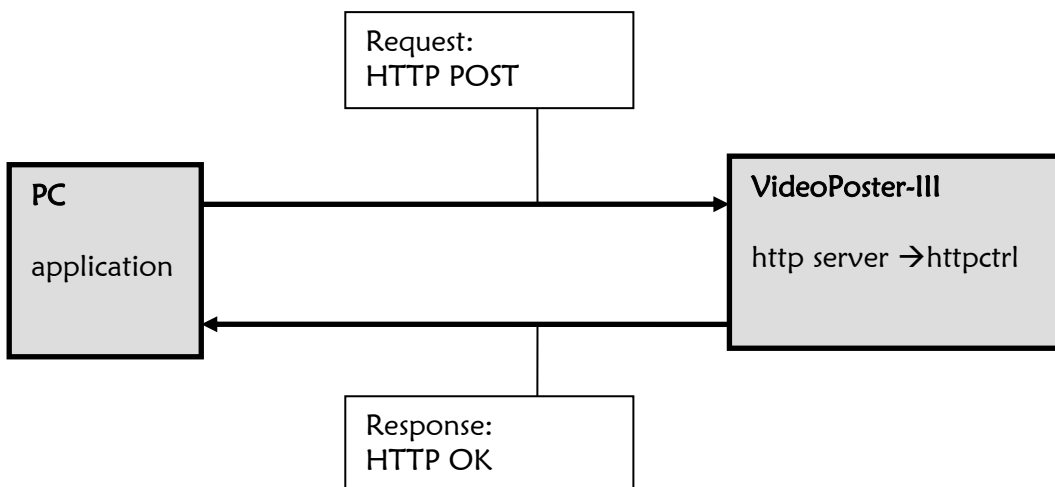 Request:
HTTP POST
PC
application
VideoPoster-III
http server →httpctrl
Response:
HTTP OK